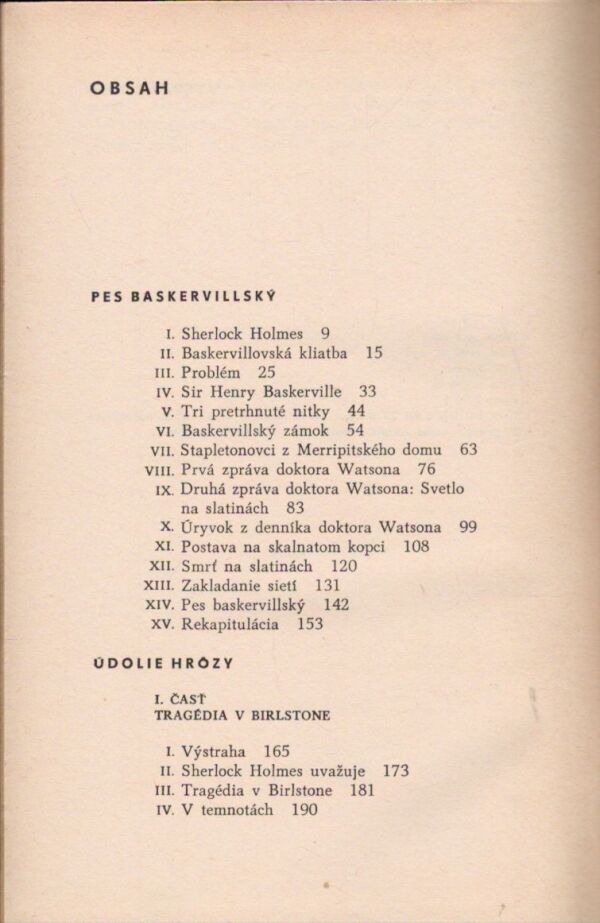 OBSAH
PES BASKERVILLSKÝ
I. Sherlock Holmes 9
II. Baskervillovská kliatba 15
III. Problém 25
IV. Sir Henry Baskerville 33
V. Tri pretrhnuté nitky 44
VI. Baskervillský zámok 54
VII. Stapletonovci z Merripitského domu 63
VIII. Prvá zpráva doktora Watsona 76
IX. Druhá zpráva doktora Watsona: Svetlo
na slatinách 83
X. Úryvok z denníka doktora Watsona 99
XI. Postava na skalnatom kopci 108
XII. Smrť na slatinách 120
XIII. Zakladanie sietí 131
XIV. Pes baskervillský 142
XV. Rekapitulácia 153
ÚDOLIE HRÔZY
I. ČASŤ
TRAGÉDIA V BIRLSTONE
I. Výstraha 165
II. Sherlock Holmes uvažuje 173
III. Tragédia v Birlstone 181
IV. V temnotách 190